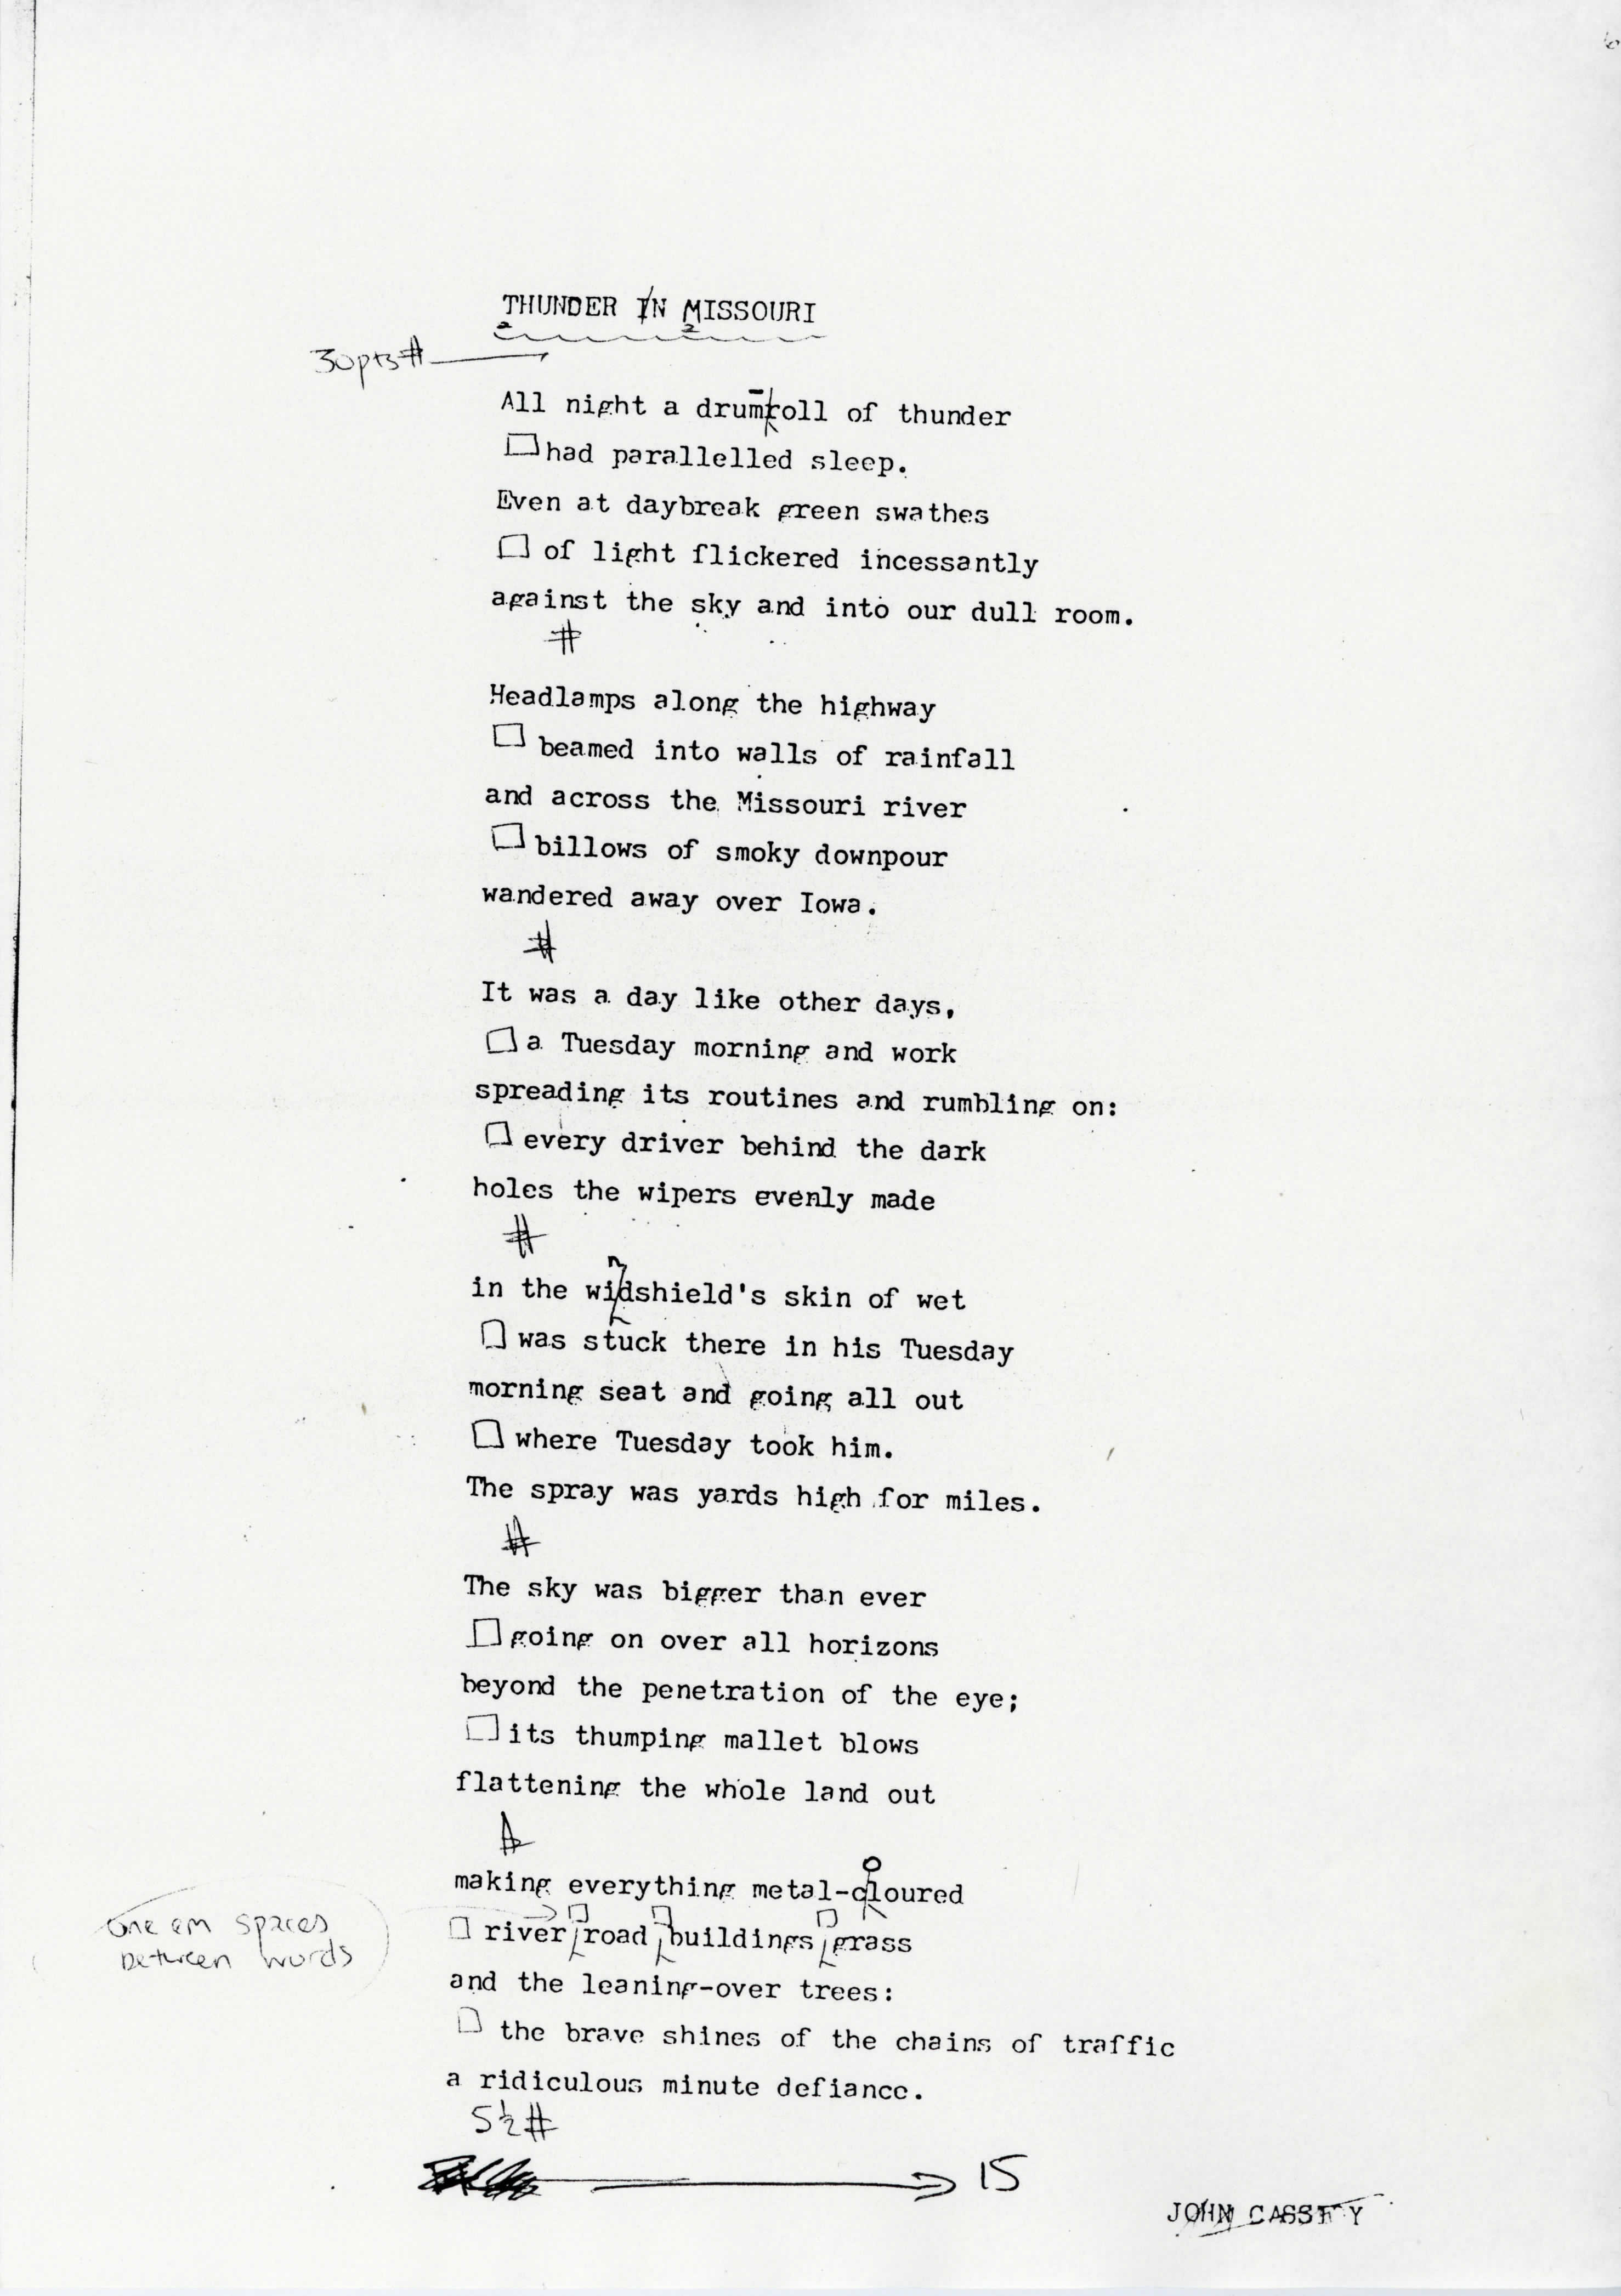 THUNDER IN MISSOURI
30pts #
All night a drumroll of thunder
had parallelled sleep.
Even at daybreak green swathes
of light flickered incessantly
against the sky and into our dull room.
#
Headlamps along the highway
beamed into walls of rainfall
and across the Missouri river
billows of smoky downpour
wandered away over Iowa.
#
It was a day like other days,
a Tuesday morning and work
spreading its routines and rumbling on:
every driver behind the dark
holes the wipers evenly made
#
n
in the widshield's skin of wet
was stuck there in his Tuesday
morning seat and going all out
where Tuesday took him.
The spray was yards high for miles.
#
The sky was bigger than ever
going on over all horizons
beyond the penetration of the eye;
its thumping mallet blows
flattening the whole land out
#
o
making everything metal-cloured
river road buildings grass
one em spaces
between words
and the leaning-over trees:
the brave shines of the chains of traffic
a ridiculous minute defiance.
5½ #
15
JOHN CASSIDY